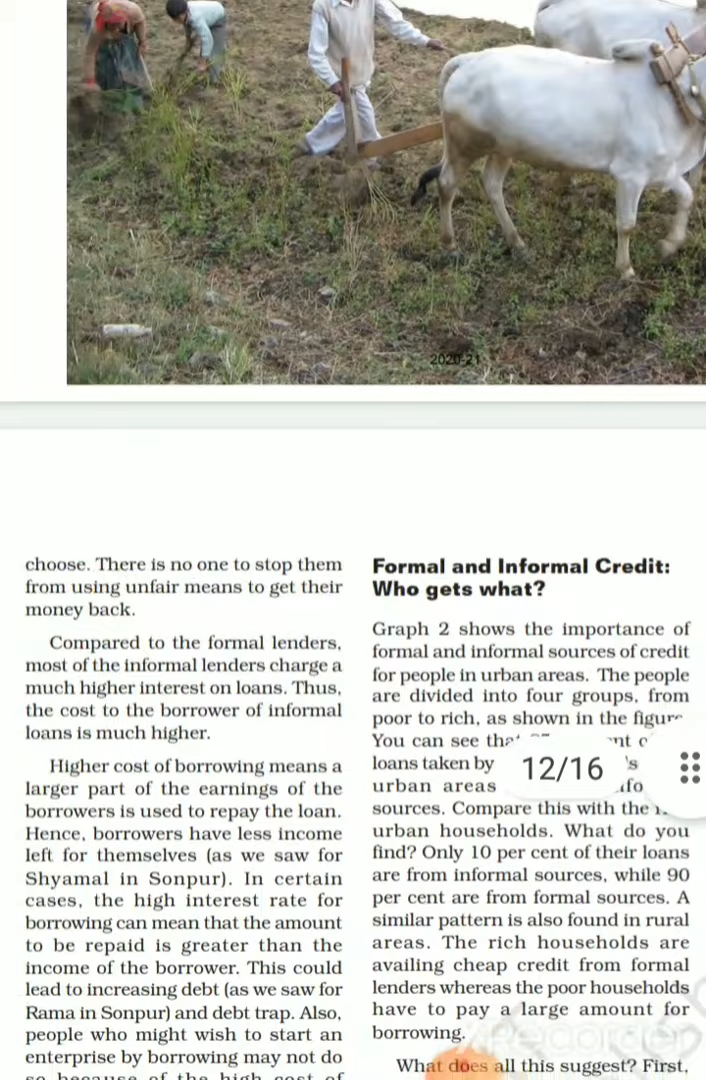 2020-21
choose. There is no one to stop them
from using unfair means to get their
money back.
Compared to the formal lenders,
most of the informal lenders charge a
much higher interest on loans. Thus,
the cost to the borrower of informal
loans is much higher.
Higher cost of borrowing means a
larger part of the earnings of the
borrowers is used to repay the loan.
Hence, borrowers have less income
left for themselves (as we saw for
Shyamal in Sonpur). In certain
cases, the high interest rate for
borrowing can mean that the amount
to be repaid is greater than the
income of the borrower. This could
lead to increasing debt (as we saw for
Rama in Sonpur) and debt trap. Also,
people who might wish to start an
enterprise by borrowing may not do
so because of the high cost of
Formal and Informal Credit:
Who gets what?
Graph 2 shows the importance of
formal and informal sources of credit
for people in urban areas. The people
are divided into four groups, from
poor to rich, as shown in the
You can see
loans taken by
urban areas
sources. Compare this with the
urban households. What do you
find? Only 10 per cent of their loans
are from informal sources, while 90
per cent are from formal sources. A
similar pattern is also found in rural
areas. The rich households are
availing cheap credit from formal
lenders whereas the poor households
have to pay a large amount for
borrowing.
What does all this suggest? First,
12/16